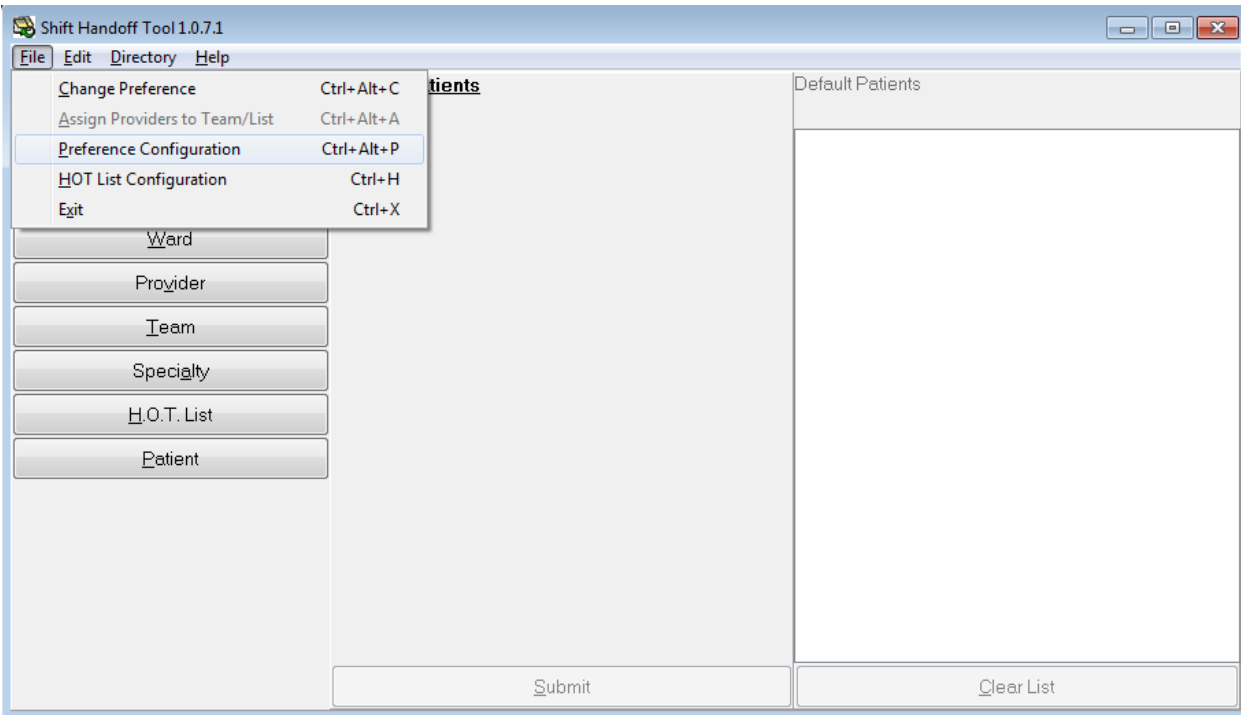 Shift Handoff Tool 1.0.7.1
File Edit Directory Help
Change Preference Ctrl+Alt+C
Assign Providers to Team/List Ctrl+Alt+A
Preference Configuration Ctrl+Alt+P
HOT List Configuration Ctrl+H
Exit Ctrl+X
tients
Default Patients
Ward
Provider
Team
Specialty
H.O.T. List
Patient
Submit
Clear List